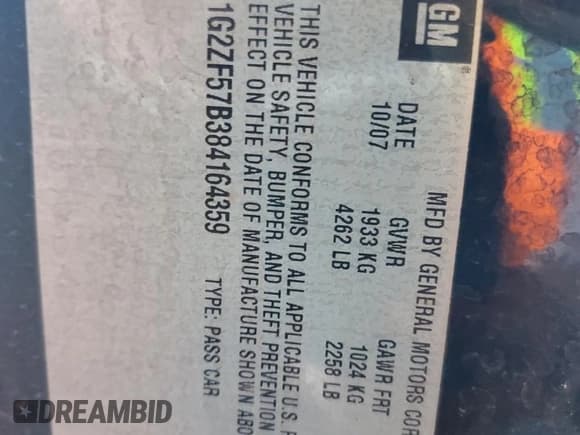 GM
®
MFD BY GENERAL MOTORS COR
DATE GVWR GAWR FRT
10/07 1933 KG 1024 KG
4262 LB 2258 LB
THIS VEHICLE CONFORMS TO ALL APPLICABLE U.S. F
VEHICLE SAFETY, BUMPER, AND THEFT PREVENTION
EFFECT ON THE DATE OF MANUFACTURE SHOWN ABO
1G2ZF57B384164359 TYPE: PASS CAR
DREAMBID